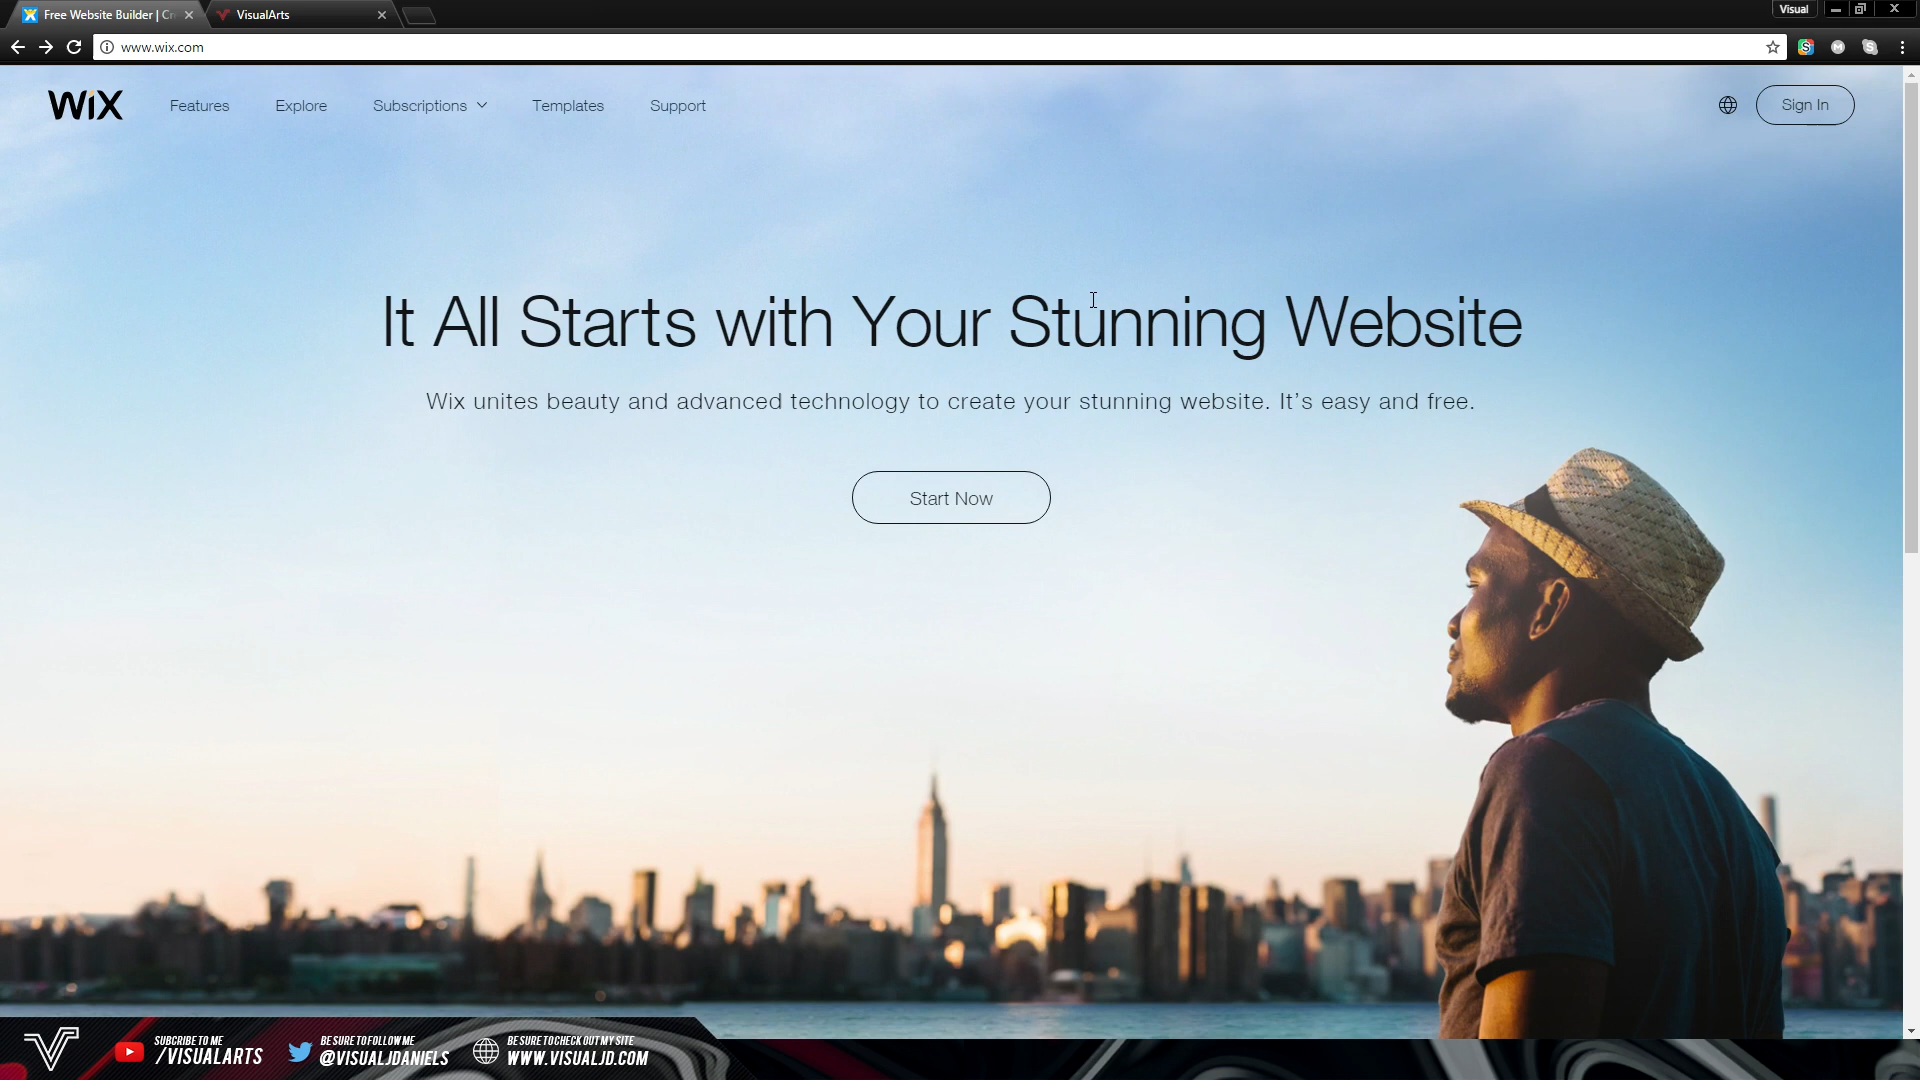 Free Website Builder | Cr
VisualArts
Visual
www.wix.com
WiX
Features
Explore
Subscriptions
Templates
Support
Sign In
It All Starts with Your Stunning Website
Wix unites beauty and advanced technology to create your stunning website. It's easy and free.
Start Now
SUBCRIBE TO ME
/VISUALARTS
BE SURE TO FOLLOW ME
@VISUALJDANIELS
BE SURE TO CHECK OUT MY SITE
WWW.VISUALJD.COM